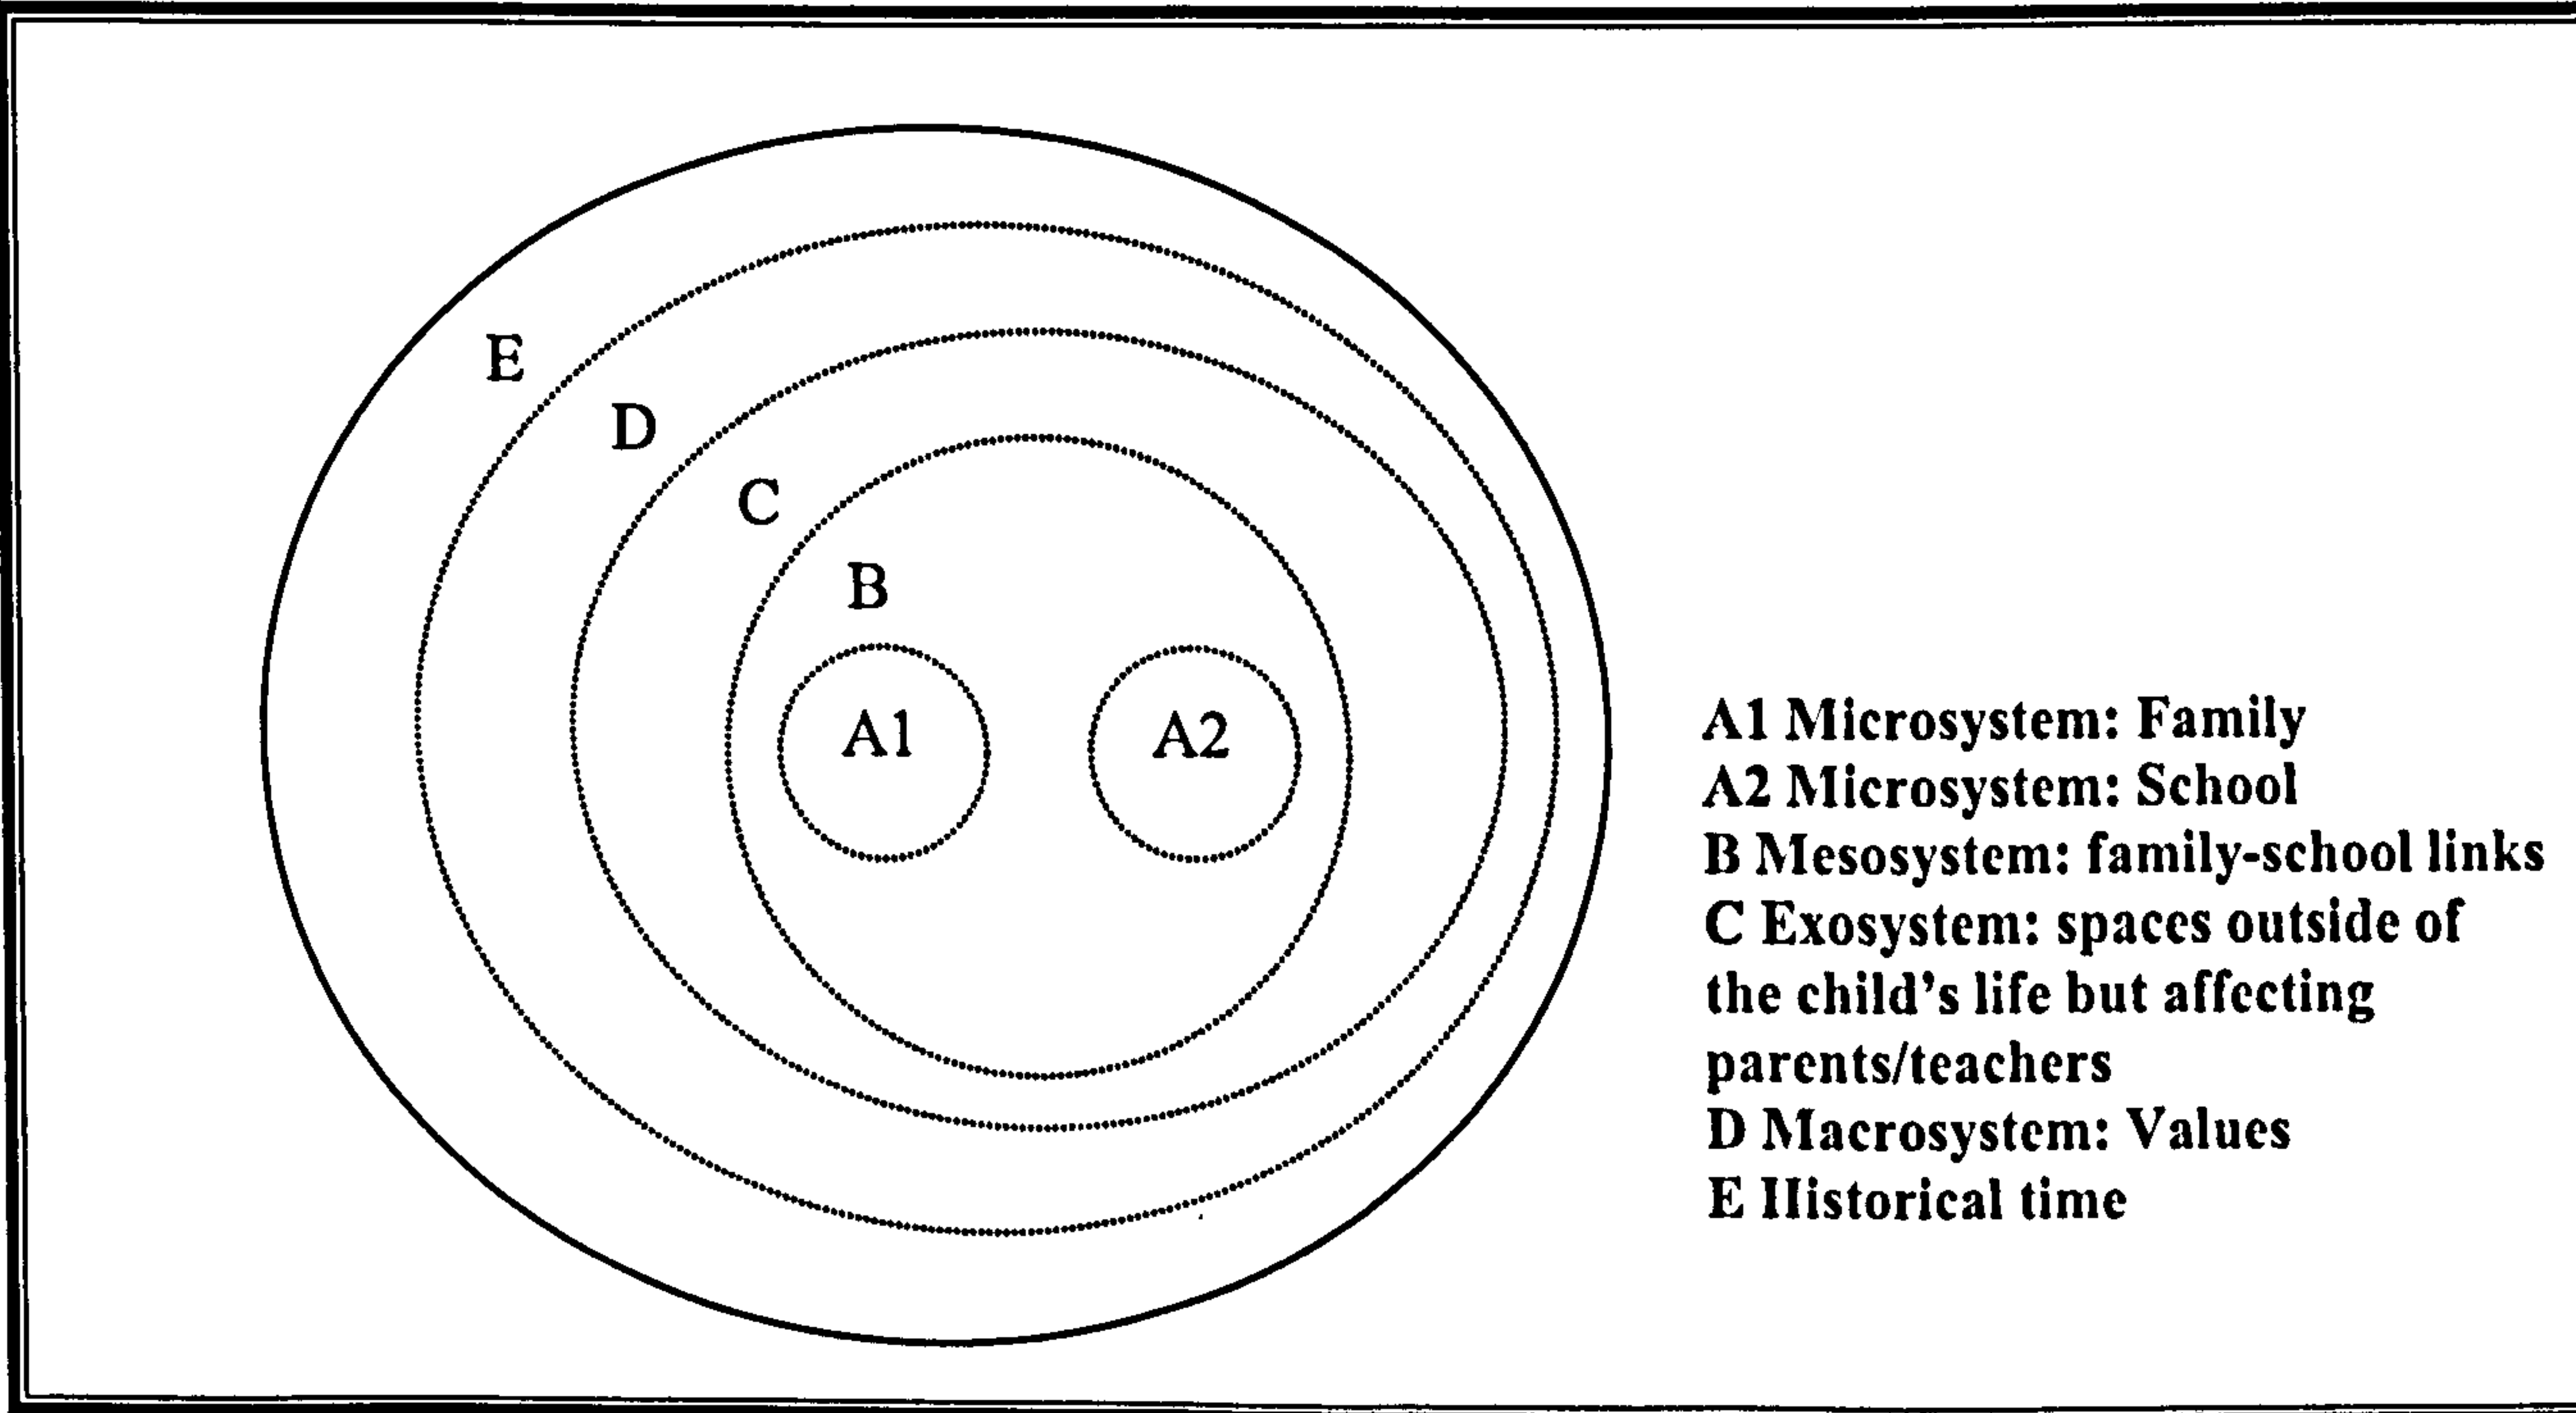 E
D
C
B
A1 A2
A1 Microsystem: Family
A2 Microsystem: School
B Mesosystem: family-school links
C Exosystem: spaces outside of
the child's life but affecting
parents/teachers
D Macrosystem: Values
E Historical time